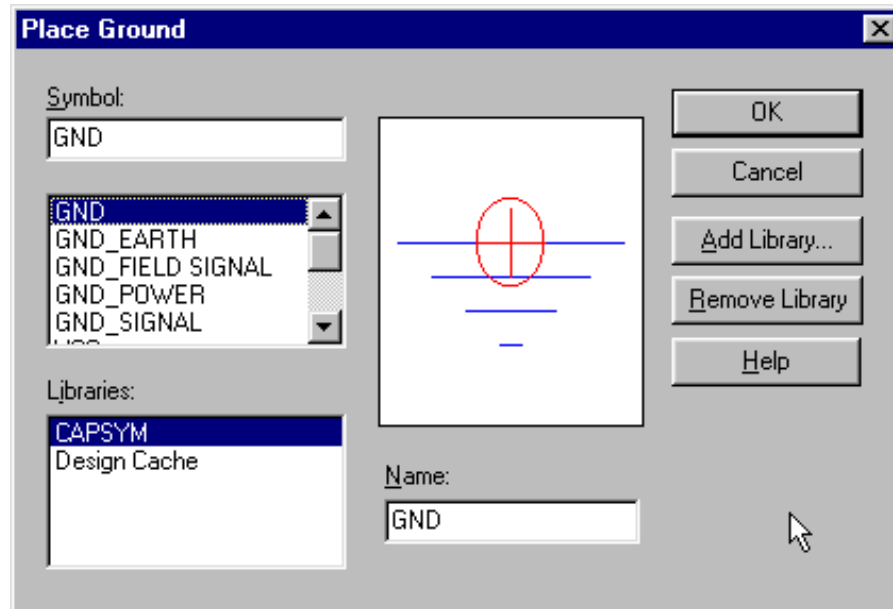 Place Ground
Symbol:
GND
GND
GND_EARTH
GND_FIELD SIGNAL
GND_POWER
GND_SIGNAL
Libraries:
CAPSYM
Design Cache
Name:
GND
OK
Cancel
Add Library...
Remove Library
Help